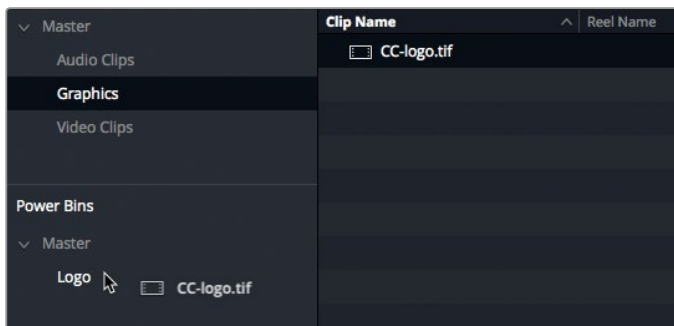 Master
Audio Clips
Graphics
Video Clips
Power Bins
Master
Logo
CC-logo.tif
Clip Name
Reel Name
CC-logo.tif